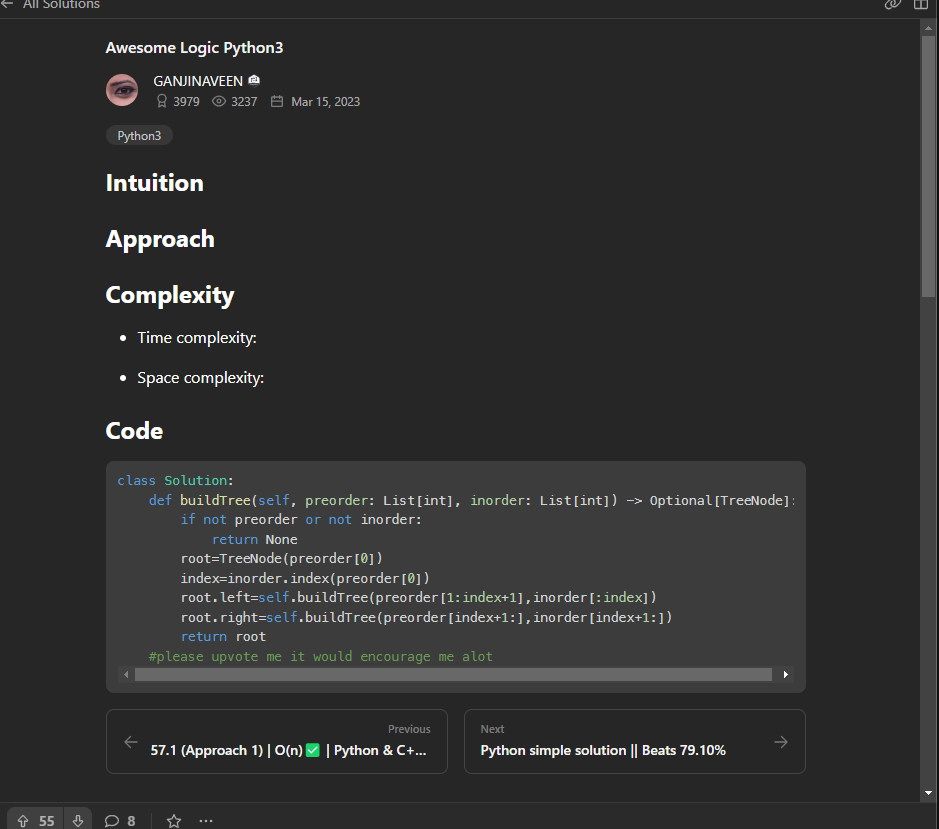 All Solutions
Awesome Logic Python3
GANJINAVEEN
3979 3237 Mar 15, 2023
Python3
Intuition
Approach
Complexity
Time complexity:
Space complexity:
Code
class Solution:
    def buildTree(self, preorder: List[int], inorder: List[int]) -> Optional[TreeNode]:
        if not preorder or not inorder:
            return None
        root=TreeNode(preorder[0])
        index=inorder.index(preorder[0])
        root.left=self.buildTree(preorder[1:index+1],inorder[:index])
        root.right=self.buildTree(preorder[index+1:],inorder[index+1:])
        return root
    #please upvote me it would encourage me alot
Previous
57.1 (Approach 1) | O(n)✅ | Python & C+...
Next
Python simple solution || Beats 79.10%
55 8